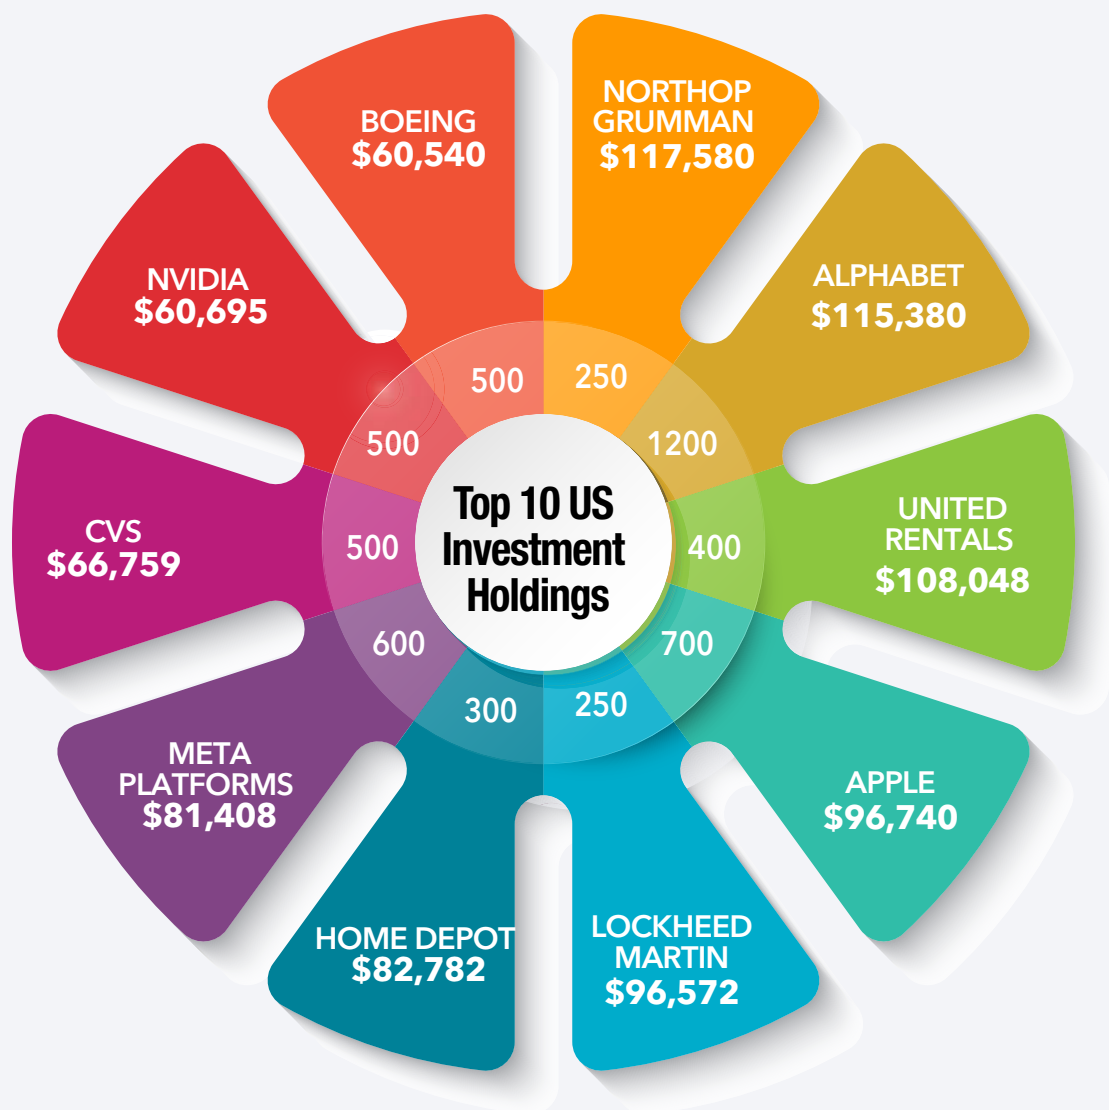 Top 10 US
Investment
Holdings
NORTHOP
GRUMMAN
$117,580
250
ALPHABET
$115,380
1200
UNITED
RENTALS
$108,048
400
APPLE
$96,740
700
LOCKHEED
MARTIN
$96,572
250
HOME DEPOT
$82,782
300
META
PLATFORMS
$81,408
600
CVS
$66,759
500
NVIDIA
$60,695
500
BOEING
$60,540
500